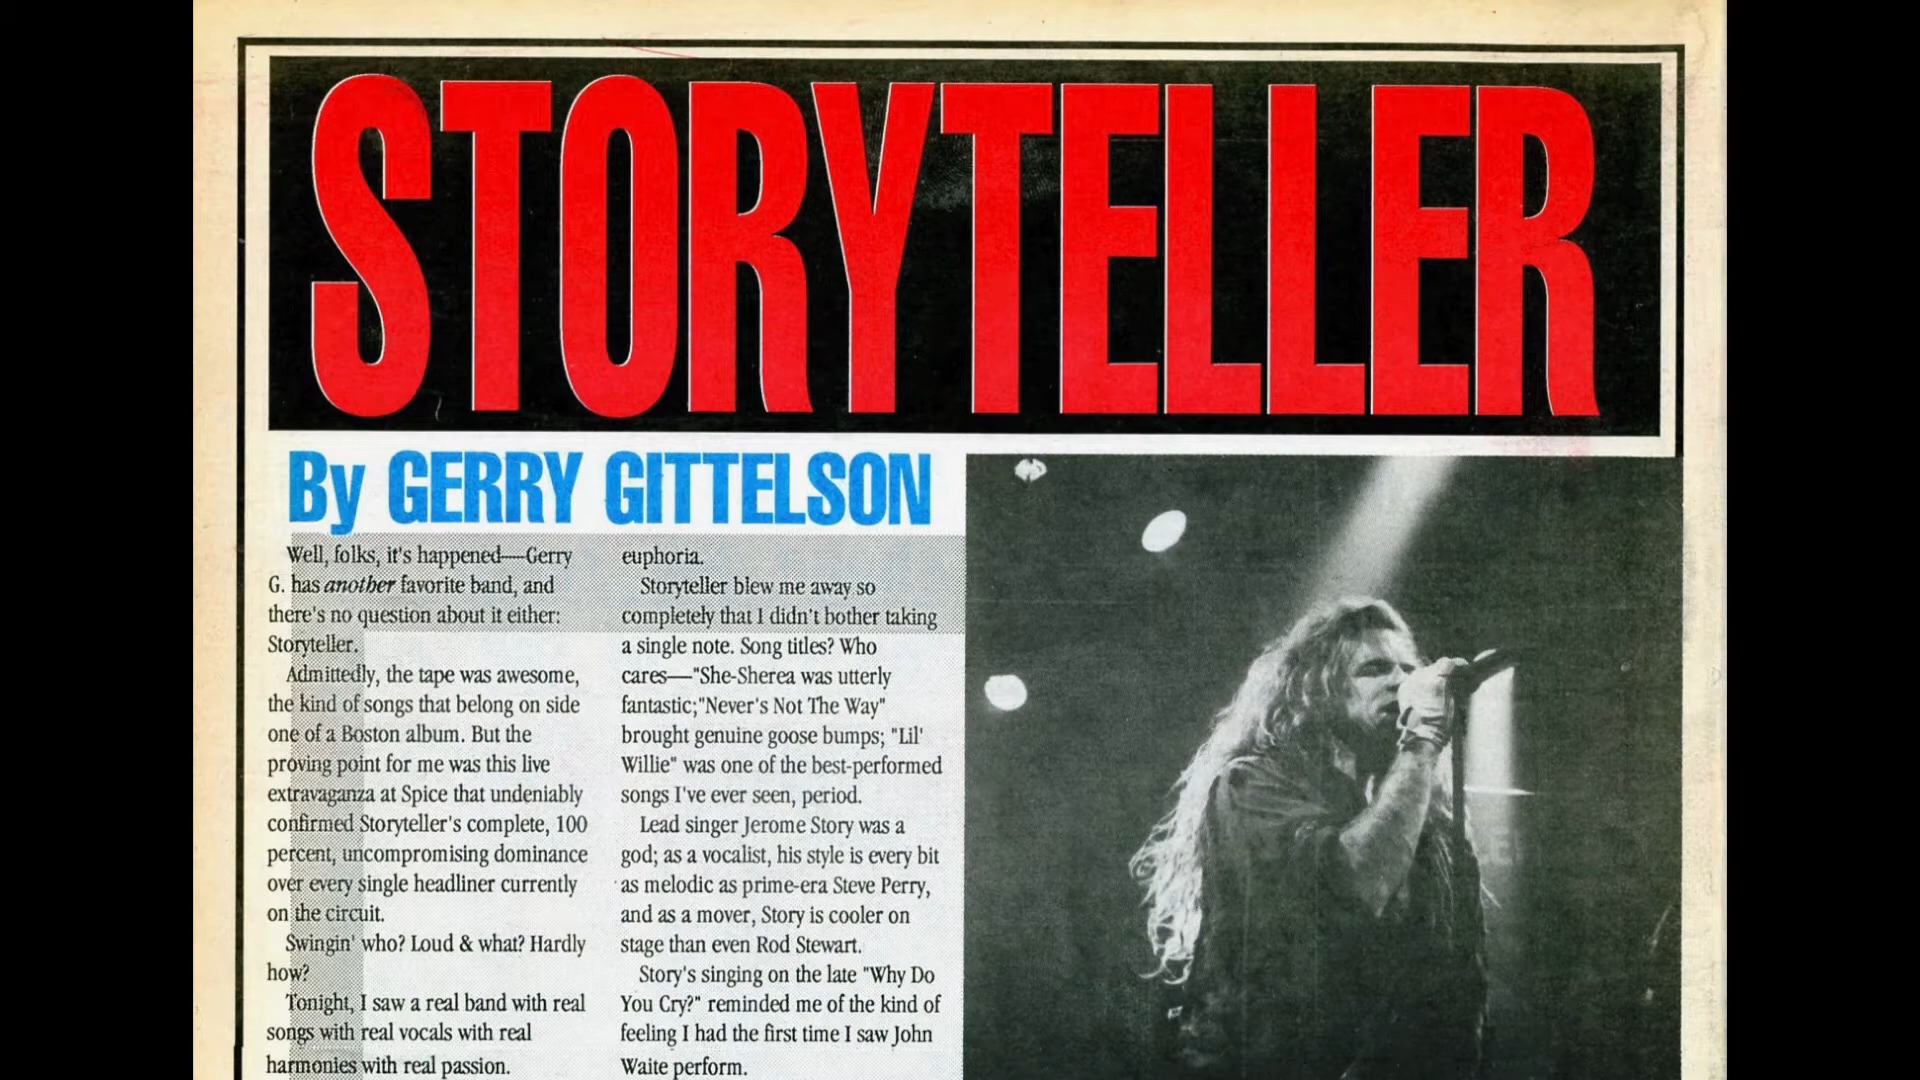 STORYTELLER
By GERRY GITTELSON
Well, folks, it's happened—Gerry
G. has another favorite band, and
there's no question about it either:
Storyteller.
Admittedly, the tape was awesome,
the kind of songs that belong on side
one of a Boston album. But the
proving point for me was this live
extravaganza at Spice that undeniably
confirmed Storyteller's complete, 100
percent, uncompromising dominance
over every single headliner currently
on the circuit.
Swingin' who? Loud & what? Hardly
how?
Tonight, I saw a real band with real
songs with real vocals with real
harmonies with real passion.
euphoria.
Storyteller blew me away so
completely that I didn't bother taking
a single note. Song titles? Who
cares—"She-Sherea was utterly
fantastic;"Never's Not The Way"
brought genuine goose bumps; "Lil'
Willie" was one of the best-performed
songs I've ever seen, period.
Lead singer Jerome Story was a
god; as a vocalist, his style is every bit
as melodic as prime-era Steve Perry,
and as a mover, Story is cooler on
stage than even Rod Stewart.
Story's singing on the late "Why Do
You Cry?" reminded me of the kind of
feeling I had the first time I saw John
Waite perform.